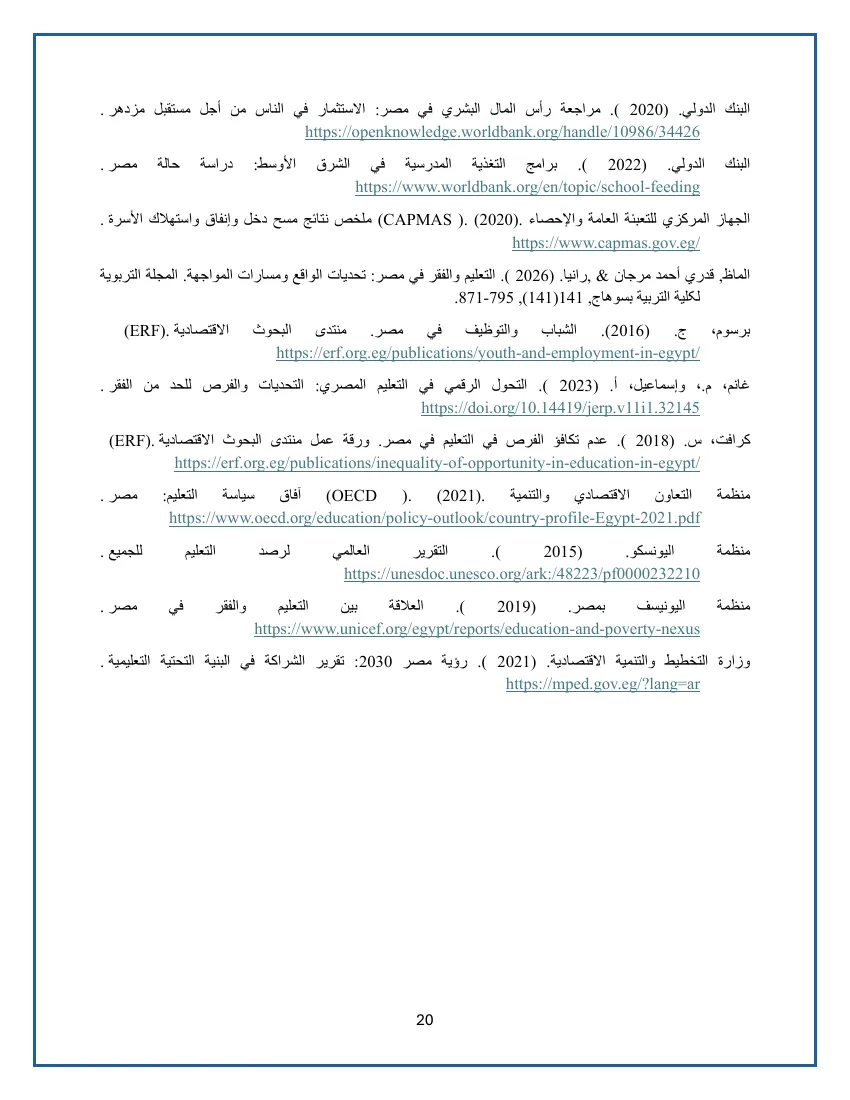 البنك الدولي. (2020 ). مراجعة رأس المال البشري في مصر: الاستثمار في الناس من أجل مستقبل مزدهر .
https://openknowledge.worldbank.org/handle/10986/34426
البنك الدولي. (2022 ). برامج التغذية المدرسية في الشرق الأوسط: دراسة حالة مصر .
https://www.worldbank.org/en/topic/school-feeding
الجهاز المركزي للتعبئة العامة والإحصاء .(2020) .( CAPMAS) ملخص نتائج مسح دخل وإنفاق واستهلاك الأسرة .
https://www.capmas.gov.eg/
الماظ, قدري أحمد مرجان & ,رانيا. (2026 ). التعليم والفقر في مصر: تحديات الواقع ومسارات المواجهة. المجلة التربوية
لكلية التربية بسوهاج, 141(141), 795-871.
برسوم، ج. (2016). الشباب والتوظيف في مصر. منتدى البحوث الاقتصادية .(ERF)
https://erf.org.eg/publications/youth-and-employment-in-egypt/
غانم، م.، وإسماعيل، أ. (2023 ). التحول الرقمي في التعليم المصري: التحديات والفرص للحد من الفقر .
https://doi.org/10.14419/jerp.v11i1.32145
كرافت، س. (2018 ). عدم تكافؤ الفرص في التعليم في مصر. ورقة عمل منتدى البحوث الاقتصادية .(ERF)
https://erf.org.eg/publications/inequality-of-opportunity-in-education-in-egypt/
منظمة التعاون الاقتصادي والتنمية .(2021) .( OECD) آفاق سياسة التعليم: مصر .
https://www.oecd.org/education/policy-outlook/country-profile-Egypt-2021.pdf
منظمة اليونسكو. (2015 ). التقرير العالمي لرصد التعليم للجميع .
https://unesdoc.unesco.org/ark:/48223/pf0000232210
منظمة اليونيسف بمصر. (2019 ). العلاقة بين التعليم والفقر في مصر .
https://www.unicef.org/egypt/reports/education-and-poverty-nexus
وزارة التخطيط والتنمية الاقتصادية. (2021 ). رؤية مصر 2030: تقرير الشراكة في البنية التحتية التعليمية .
https://mped.gov.eg/?lang=ar
20